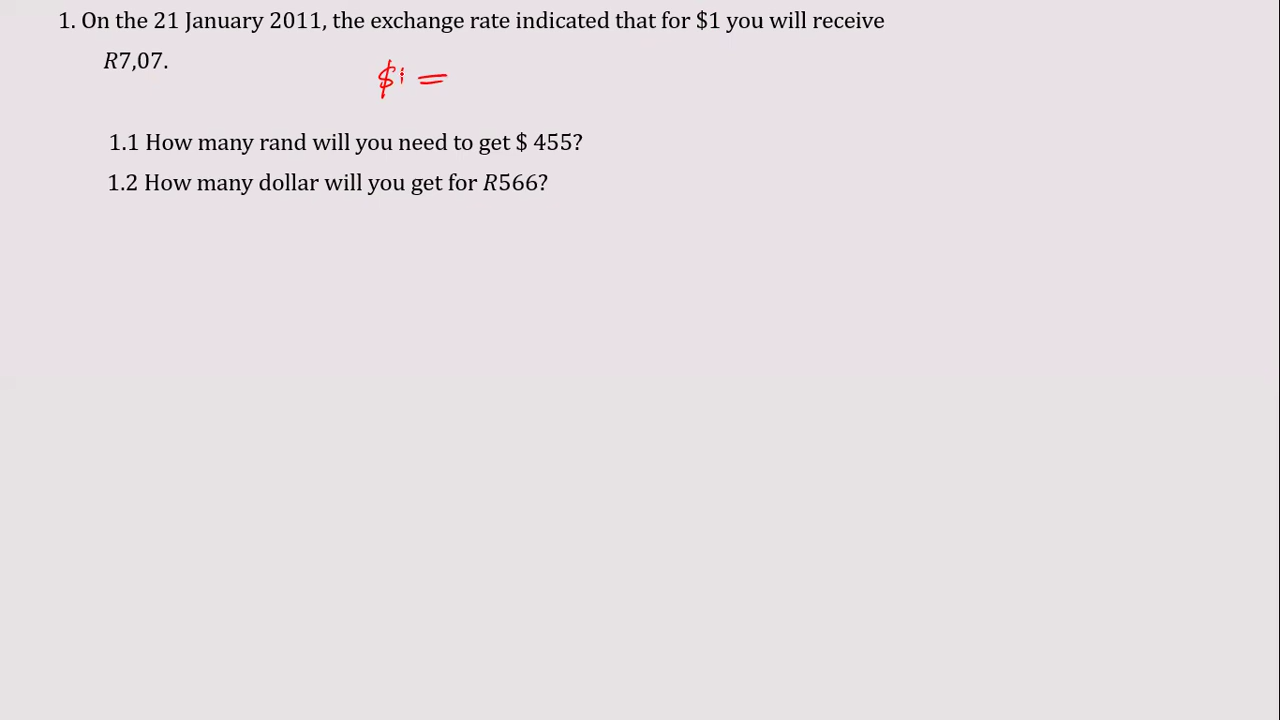 1. On the 21 January 2011, the exchange rate indicated that for $1 you will receive
R7,07.
$1 =
1.1 How many rand will you need to get $ 455?
1.2 How many dollar will you get for R566?